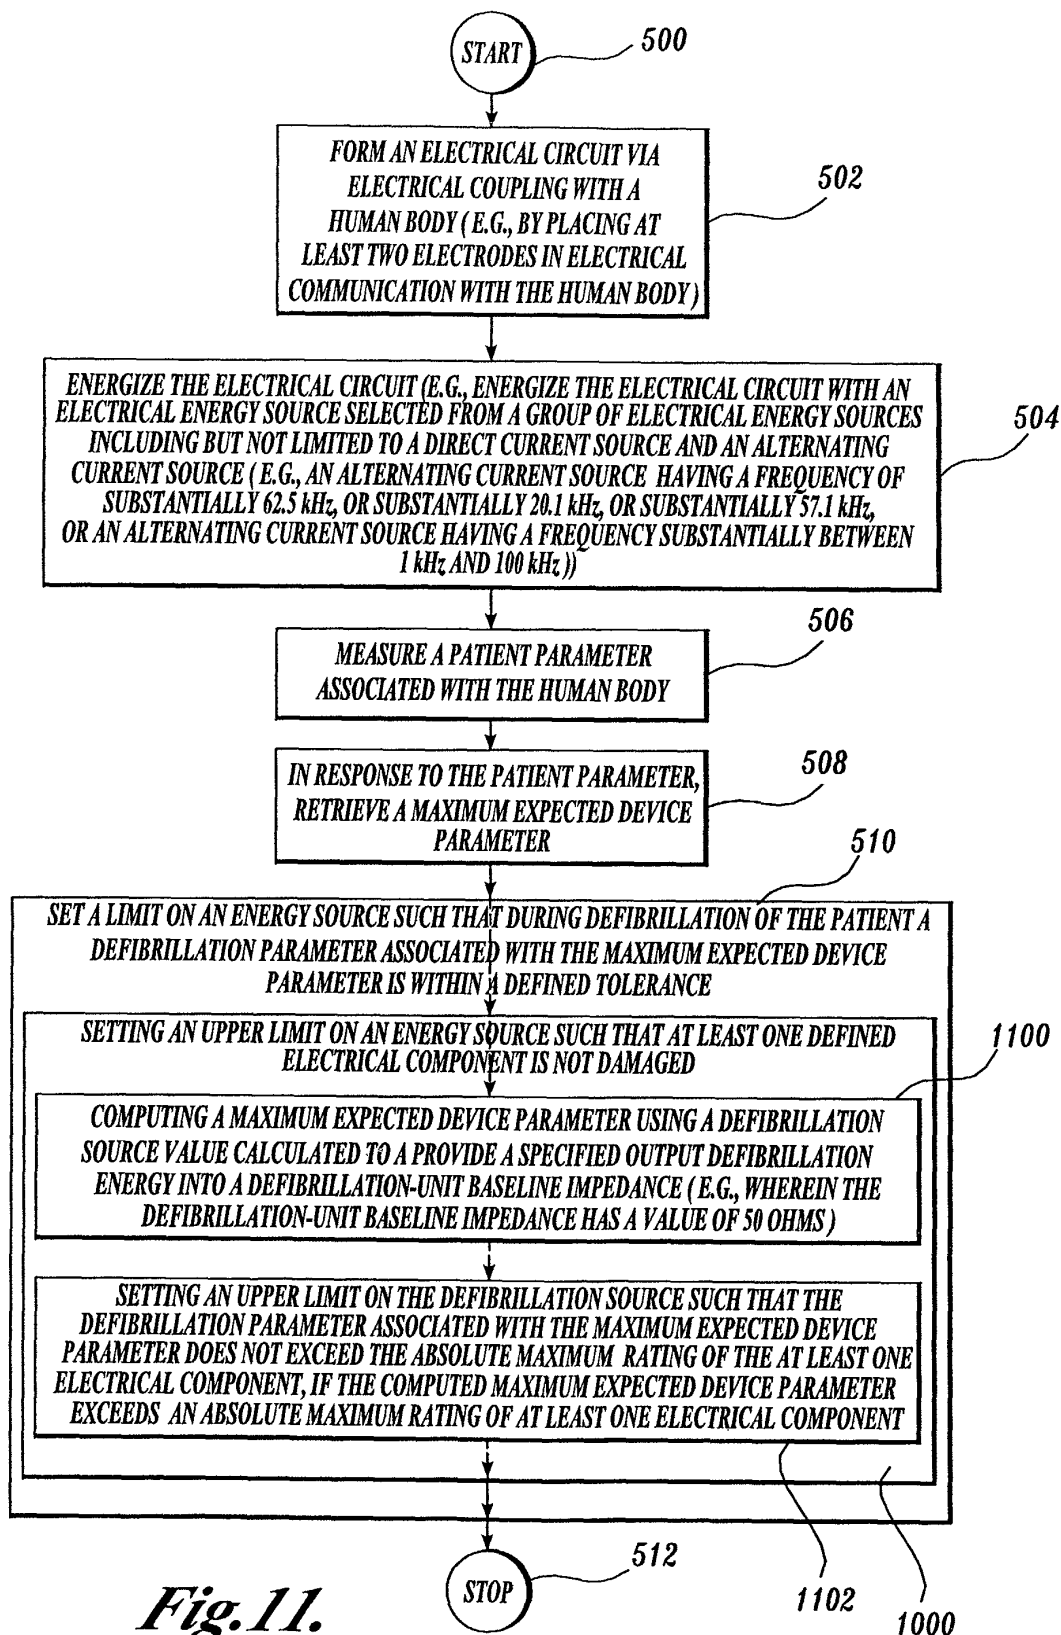 START
500
FORM AN ELECTRICAL CIRCUIT VIA
ELECTRICAL COUPLING WITH A
HUMAN BODY ( E.G., BY PLACING AT
LEAST TWO ELECTRODES IN ELECTRICAL
COMMUNICATION WITH THE HUMAN BODY )
502
ENERGIZE THE ELECTRICAL CIRCUIT (E.G., ENERGIZE THE ELECTRICAL CIRCUIT WITH AN
ELECTRICAL ENERGY SOURCE SELECTED FROM A GROUP OF ELECTRICAL ENERGY SOURCES
INCLUDING BUT NOT LIMITED TO A DIRECT CURRENT SOURCE AND AN ALTERNATING
CURRENT SOURCE ( E.G., AN ALTERNATING CURRENT SOURCE HAVING A FREQUENCY OF
SUBSTANTIALLY 62.5 kHz, OR SUBSTANTIALLY 20.1 kHz, OR SUBSTANTIALLY 57.1 kHz,
OR AN ALTERNATING CURRENT SOURCE HAVING A FREQUENCY SUBSTANTIALLY BETWEEN
1 kHz AND 100 kHz ))
504
MEASURE A PATIENT PARAMETER
ASSOCIATED WITH THE HUMAN BODY
506
IN RESPONSE TO THE PATIENT PARAMETER,
RETRIEVE A MAXIMUM EXPECTED DEVICE
PARAMETER
508
510
SET A LIMIT ON AN ENERGY SOURCE SUCH THAT DURING DEFIBRILLATION OF THE PATIENT A
DEFIBRILLATION PARAMETER ASSOCIATED WITH THE MAXIMUM EXPECTED DEVICE
PARAMETER IS WITHIN A DEFINED TOLERANCE
SETTING AN UPPER LIMIT ON AN ENERGY SOURCE SUCH THAT AT LEAST ONE DEFINED
ELECTRICAL COMPONENT IS NOT DAMAGED
1100
COMPUTING A MAXIMUM EXPECTED DEVICE PARAMETER USING A DEFIBRILLATION
SOURCE VALUE CALCULATED TO A PROVIDE A SPECIFIED OUTPUT DEFIBRILLATION
ENERGY INTO A DEFIBRILLATION-UNIT BASELINE IMPEDANCE ( E.G., WHEREIN THE
DEFIBRILLATION-UNIT BASELINE IMPEDANCE HAS A VALUE OF 50 OHMS )
SETTING AN UPPER LIMIT ON THE DEFIBRILLATION SOURCE SUCH THAT THE
DEFIBRILLATION PARAMETER ASSOCIATED WITH THE MAXIMUM EXPECTED DEVICE
PARAMETER DOES NOT EXCEED THE ABSOLUTE MAXIMUM RATING OF THE AT LEAST ONE
ELECTRICAL COMPONENT, IF THE COMPUTED MAXIMUM EXPECTED DEVICE PARAMETER
EXCEEDS AN ABSOLUTE MAXIMUM RATING OF AT LEAST ONE ELECTRICAL COMPONENT
STOP
512
1102
1000
Fig.11.